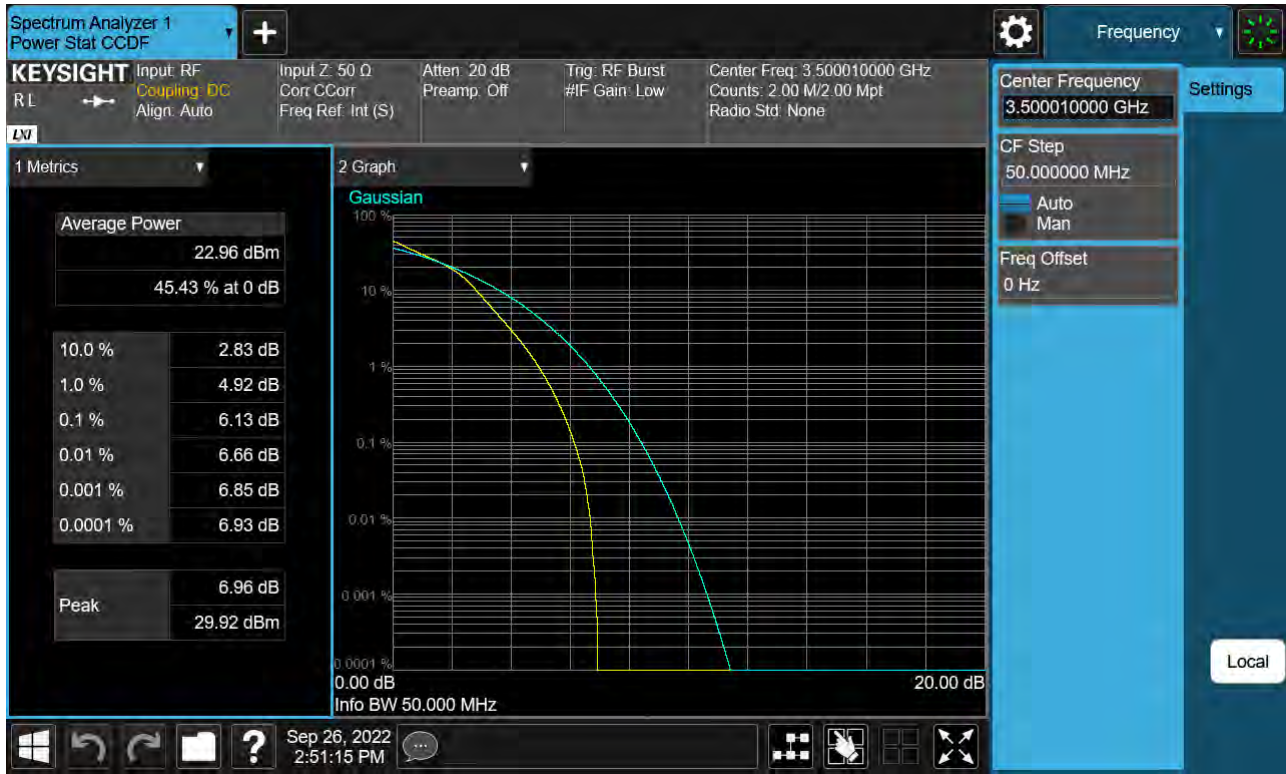 Spectrum Analyzer 1
Power Stat CCDF
Frequency
KEYSIGHT
RL
LXI
Input: RF
Coupling: DC
Align: Auto
Input Z: 50 Ω
Corr CCorr
Freq Ref: Int (S)
Atten: 20 dB
Preamp: Off
Trig: RF Burst
#IF Gain: Low
Center Freq: 3.500010000 GHz
Counts: 2.00 M/2.00 Mpt
Radio Std: None
Center Frequency
3.500010000 GHz
Settings
CF Step
50.000000 MHz
Auto
Man
Freq Offset
0 Hz
Local
1 Metrics
Average Power
22.96 dBm
45.43 % at 0 dB
10.0 % 2.83 dB
1.0 % 4.92 dB
0.1 % 6.13 dB
0.01 % 6.66 dB
0.001 % 6.85 dB
0.0001 % 6.93 dB
Peak
6.96 dB
29.92 dBm
2 Graph
Gaussian
100 %
10 %
1 %
0.1 %
0.01 %
0.001 %
0.0001 %
0.00 dB 20.00 dB
Info BW 50.000 MHz
?
Sep 26, 2022
2:51:15 PM